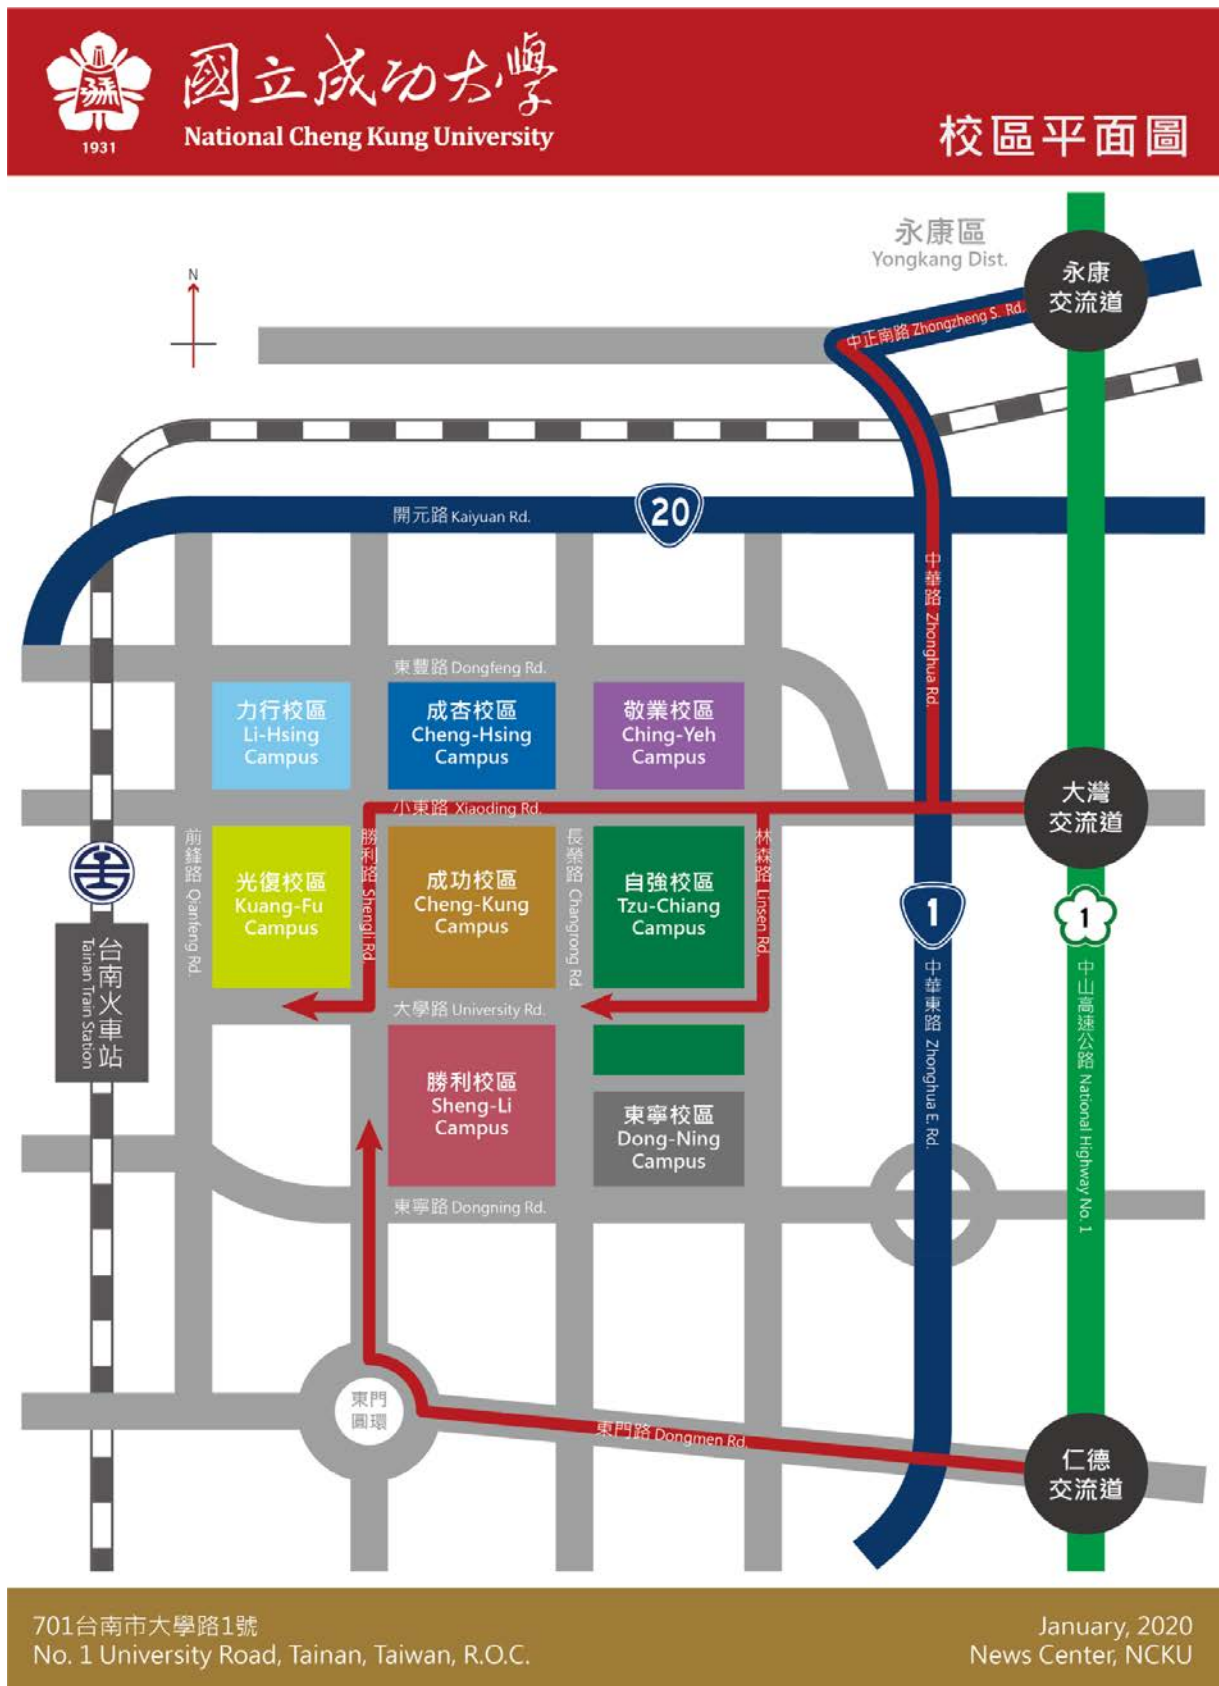 國立成功大學
National Cheng Kung University
1931
校區平面圖
永康區
Yongkang Dist.
永康
交流道
N
中正南路 Zhongzheng S. Rd.
開元路 Kaiyuan Rd.
20
中華路 Zhonghua Rd.
東豐路 Dongfeng Rd.
力行校區
Li-Hsing
Campus
成杏校區
Cheng-Hsing
Campus
敬業校區
Ching-Yeh
Campus
小東路 Xiaoding Rd.
大灣
交流道
前鋒路 Qianfeng Rd.
光復校區
Kuang-Fu
Campus
勝利路 Shengli Rd
成功校區
Cheng-Kung
Campus
長榮路 Changrong Rd.
自強校區
Tzu-Chiang
Campus
林森路 Linsen Rd.
1
1
台南火車站
Tainan Train Station
大學路 University Rd.
中華東路 Zhonghua E. Rd.
中山高速公路 National Highway No. 1
勝利校區
Sheng-Li
Campus
東寧校區
Dong-Ning
Campus
東寧路 Dongning Rd.
東門
圓環
東門路 Dongmen Rd.
仁德
交流道
701台南市大學路1號
No. 1 University Road, Tainan, Taiwan, R.O.C.
January, 2020
News Center, NCKU